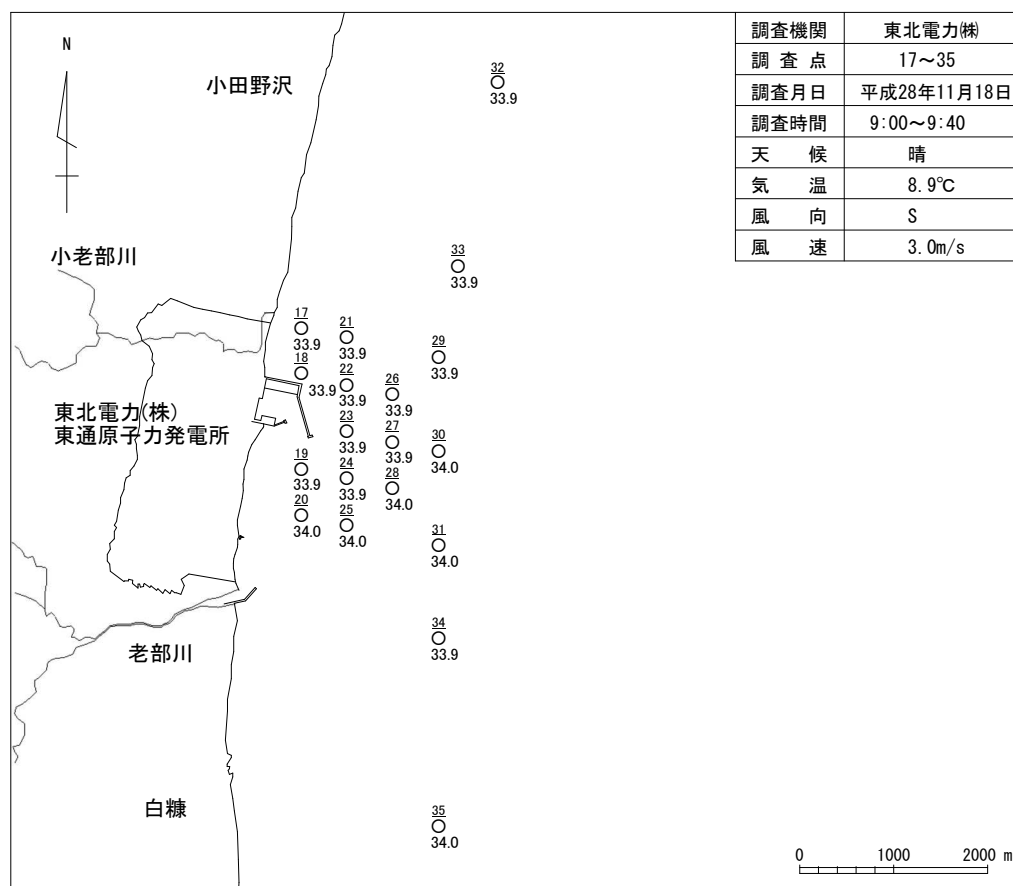 調査機関 東北電力㈱
調 査 点 17～35
調査月日 平成28年11月18日
調査時間 9:00～9:40
天 候 晴
気 温 8.9℃
風 向 S
風 速 3.0m/s
N
小田野沢
32
33.9
小老部川
33
33.9
17
33.9
21
33.9
29
33.9
18
33.9
22
33.9
26
33.9
東北電力(株)
東通原子力発電所
23
33.9
27
33.9
30
34.0
19
33.9
24
33.9
28
34.0
20
34.0
25
34.0
31
34.0
34
33.9
老部川
白糠
35
34.0
0 1000 2000 m